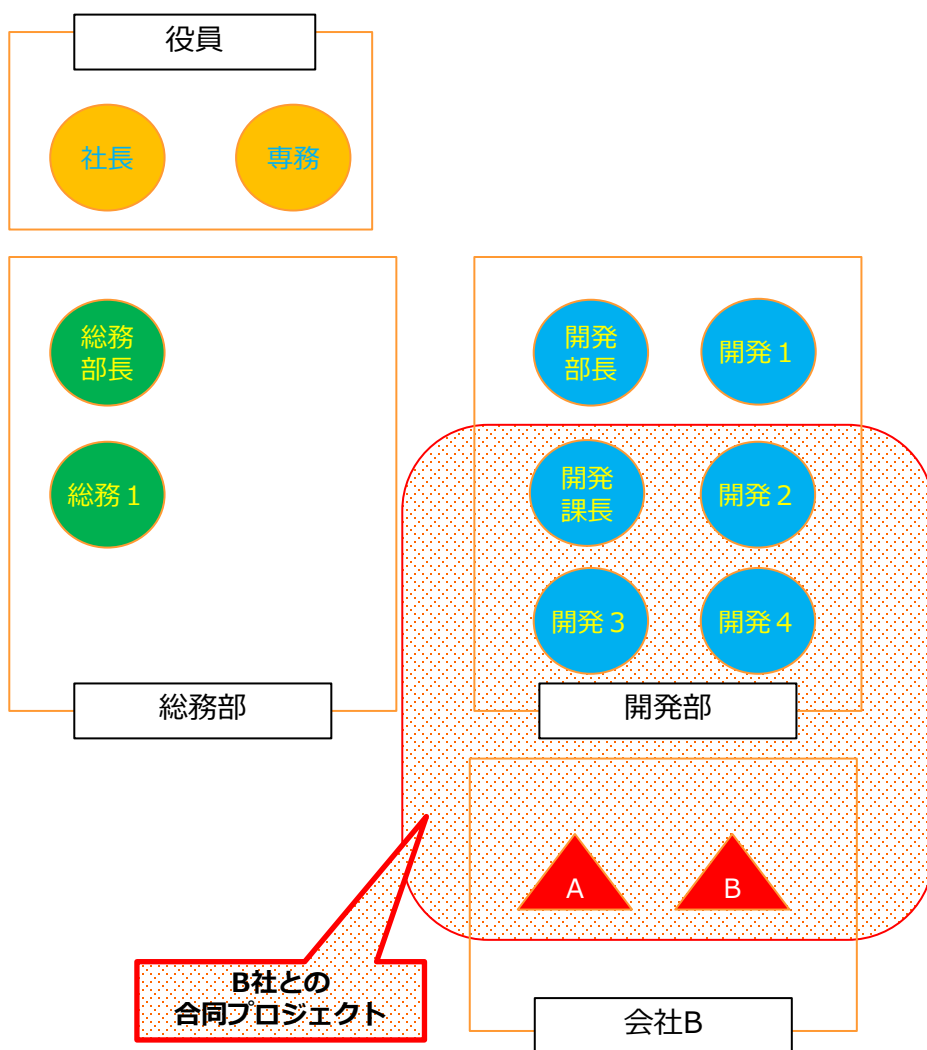 役員
社長
専務
総務
部長
開発
部長
開発１
総務１
開発
課長
開発２
開発３
開発４
総務部
開発部
A
B
B社との
合同プロジェクト
会社B